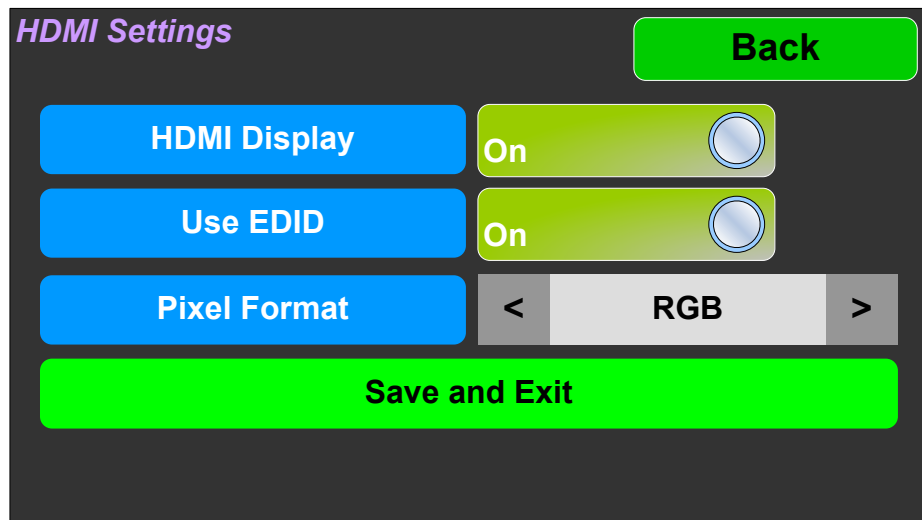 HDMI Settings
Back
HDMI Display
On
Use EDID
On
Pixel Format
<
RGB
>
Save and Exit